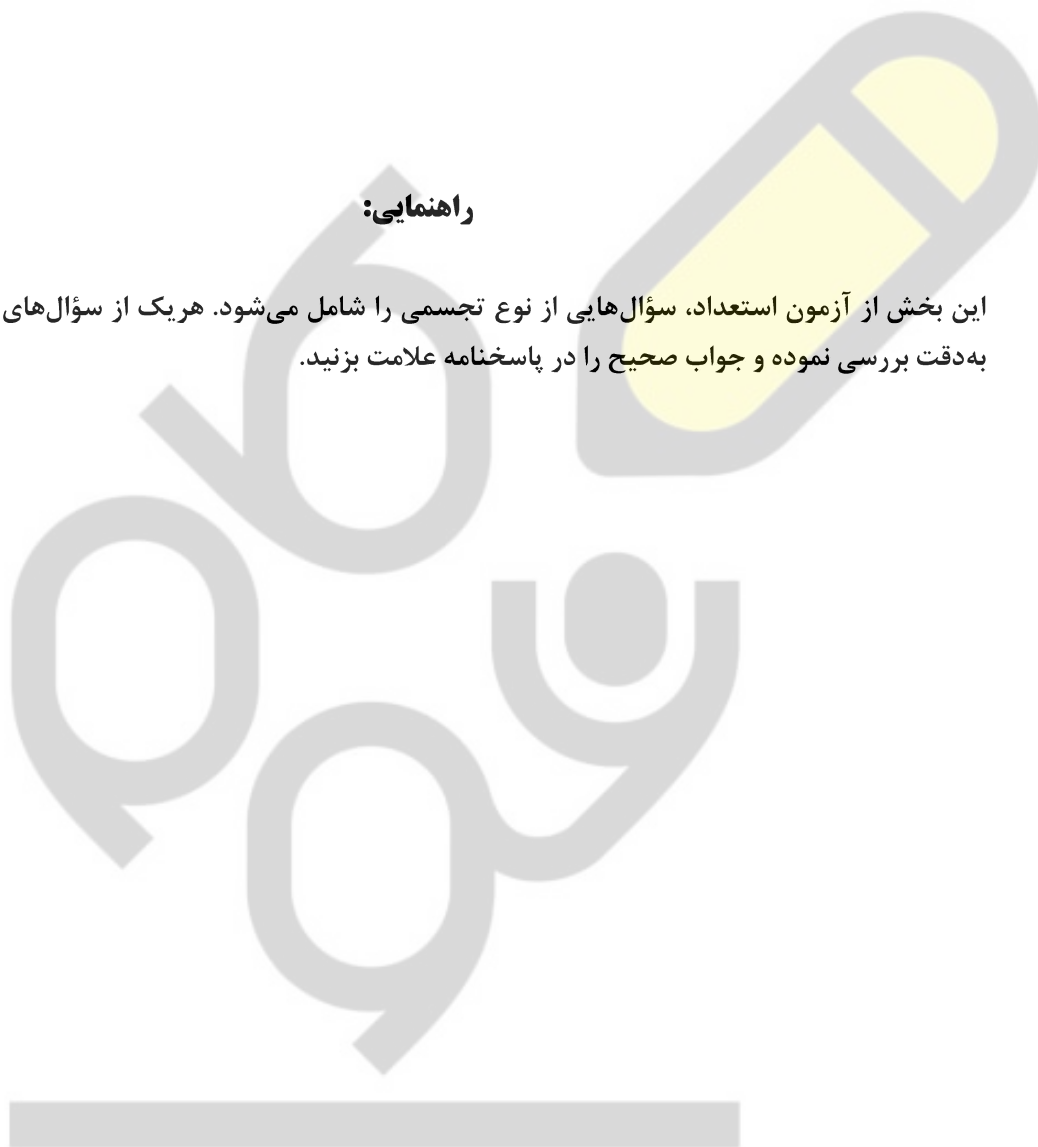 راهنمایی:
این بخش از آزمون استعداد، سؤال‌هایی از نوع تجسمی را شامل می‌شود. هریک از سؤال‌های
به‌دقت بررسی نموده و جواب صحیح را در پاسخنامه علامت بزنید.